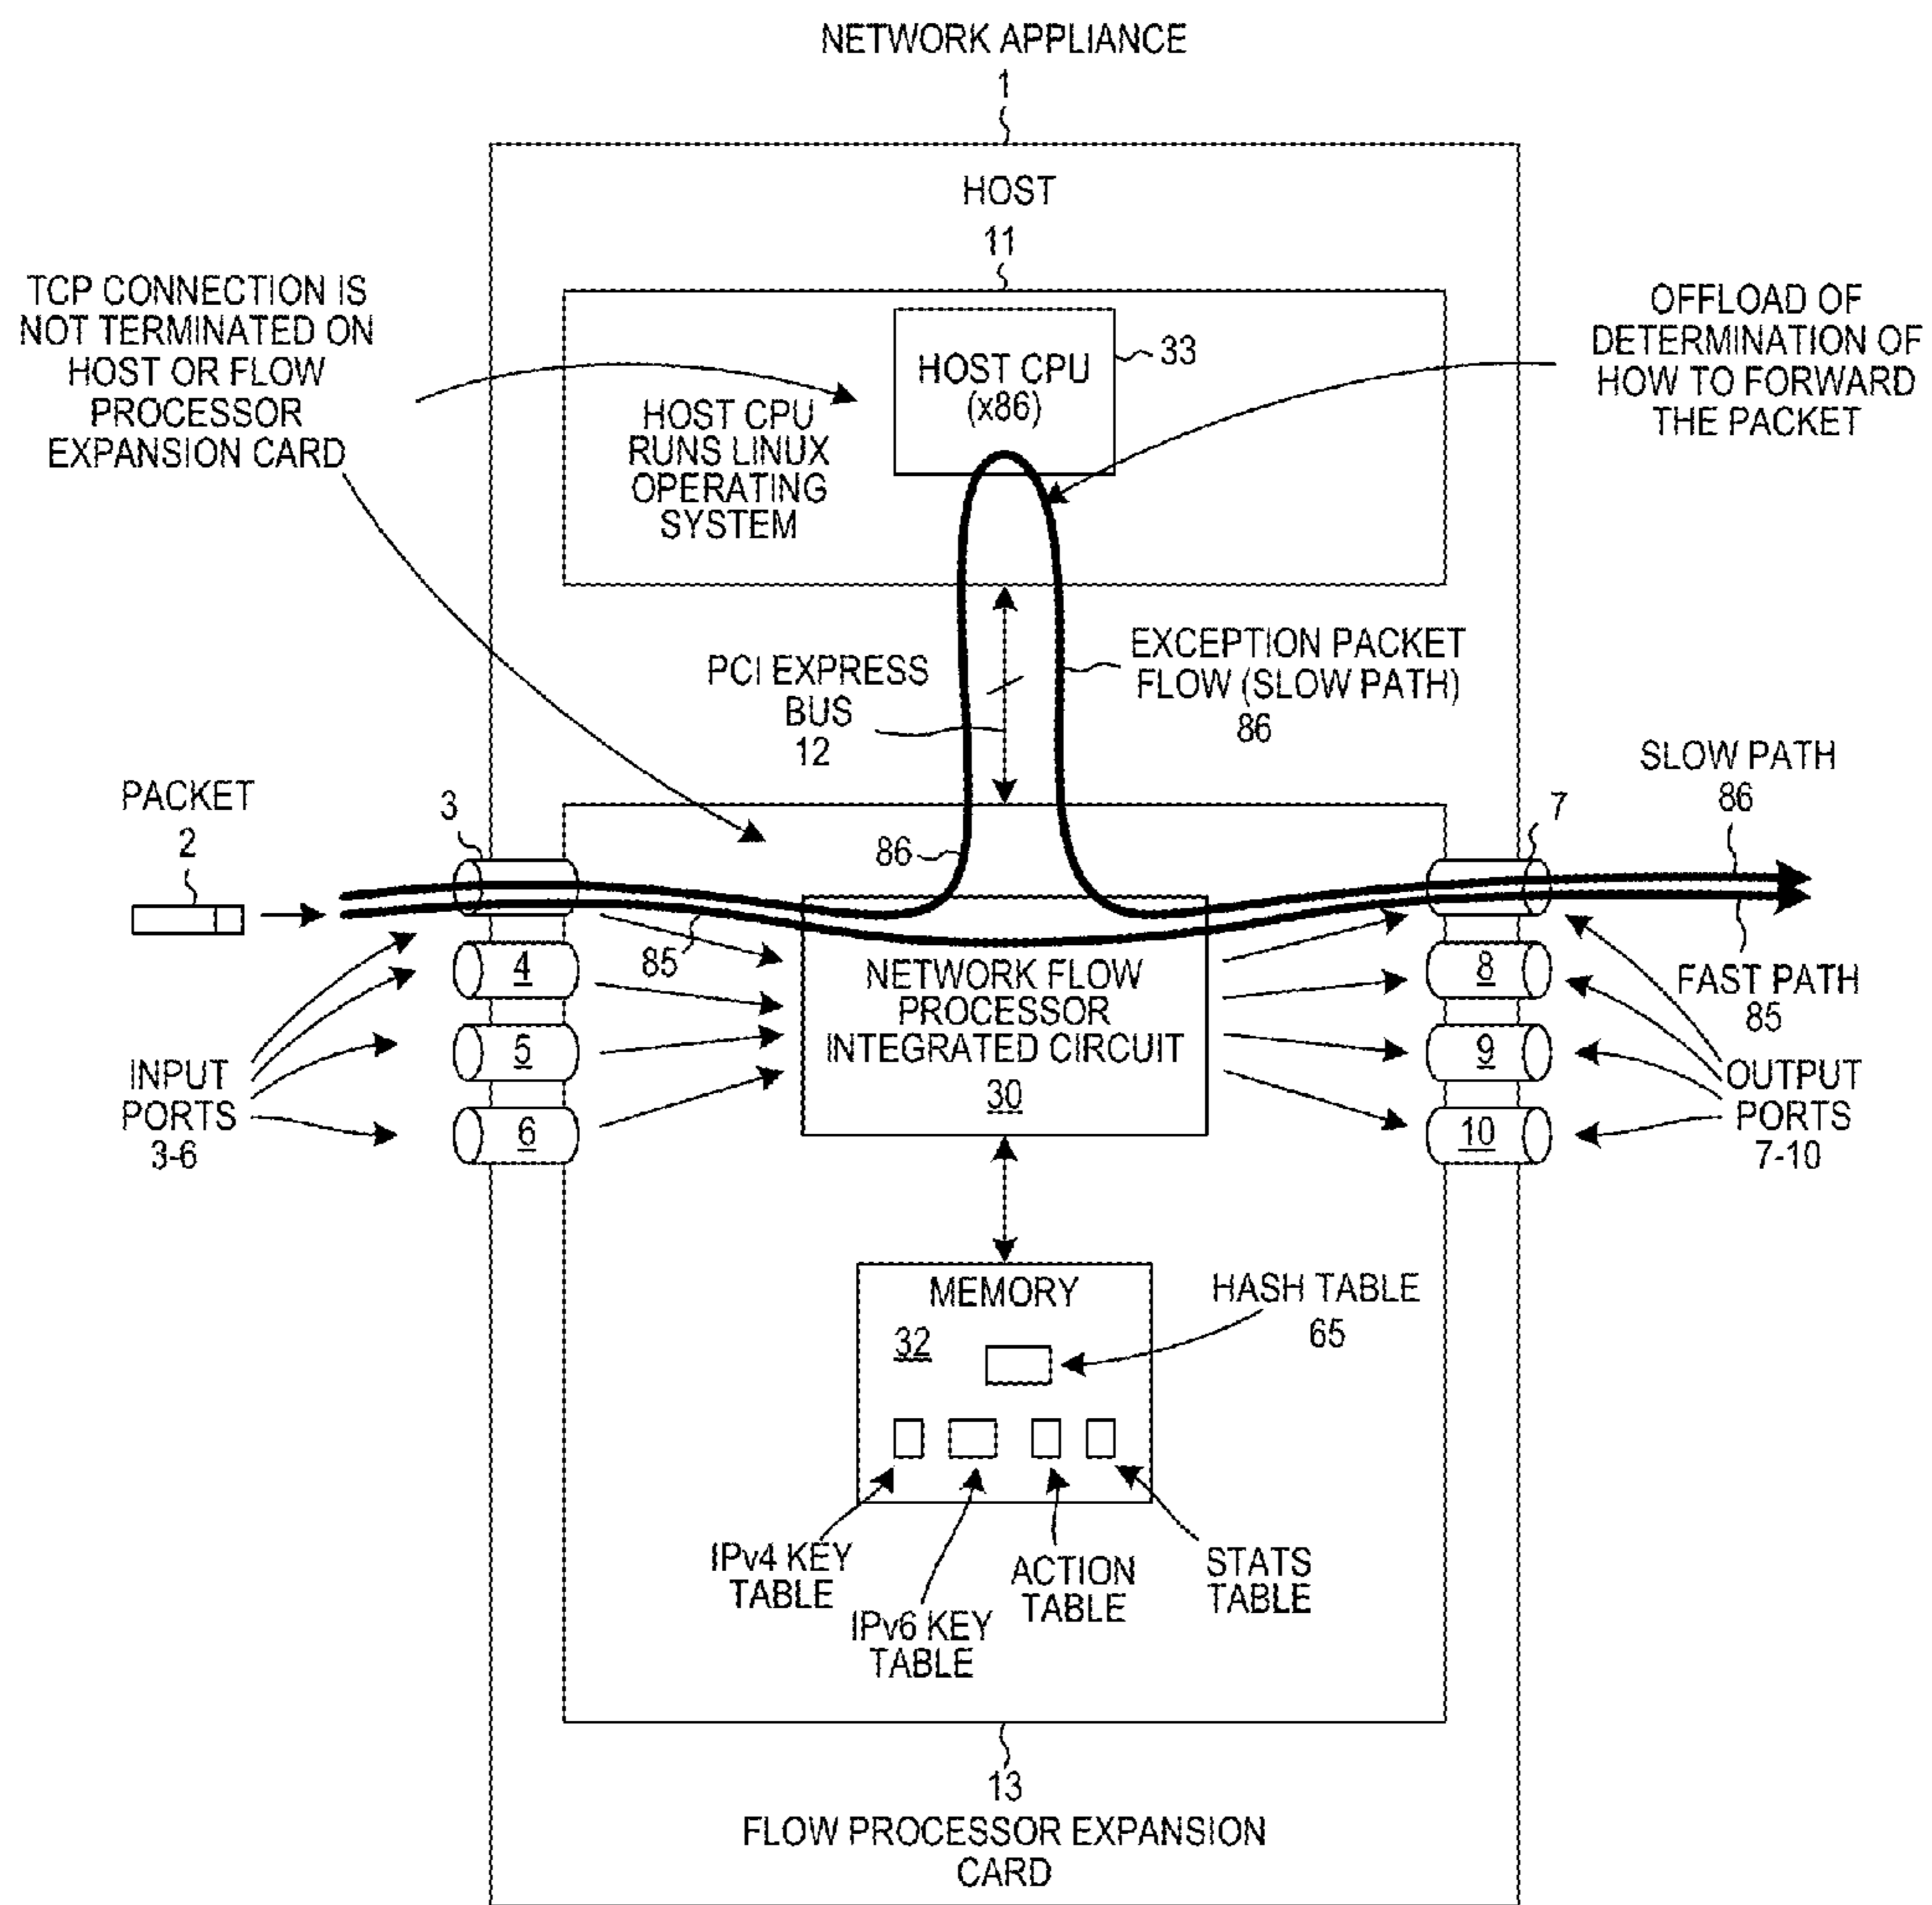 NETWORK APPLIANCE
1
HOST
11
TCP CONNECTION IS
NOT TERMINATED ON
HOST OR FLOW
PROCESSOR
EXPANSION CARD
HOST CPU
(x86)
33
HOST CPU
RUNS LINUX
OPERATING
SYSTEM
OFFLOAD OF
DETERMINATION OF
HOW TO FORWARD
THE PACKET
PCI EXPRESS
BUS
12
EXCEPTION PACKET
FLOW (SLOW PATH)
86
SLOW PATH
86
PACKET
2
3
86
7
85
4
5
6
INPUT
PORTS
3-6
NETWORK FLOW
PROCESSOR
INTEGRATED CIRCUIT
30
8
9
10
FAST PATH
85
OUTPUT
PORTS
7-10
MEMORY
32
HASH TABLE
65
IPv4 KEY
TABLE
IPv6 KEY
TABLE
ACTION
TABLE
STATS
TABLE
13
FLOW PROCESSOR EXPANSION
CARD